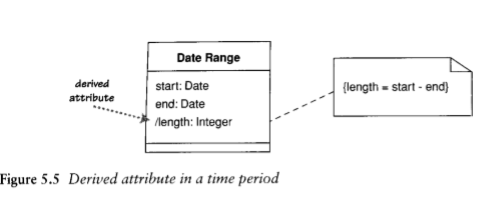 Date Range
derived
attribute
start: Date
end: Date
/length: Integer
{length = start - end}
Figure 5.5 Derived attribute in a time period